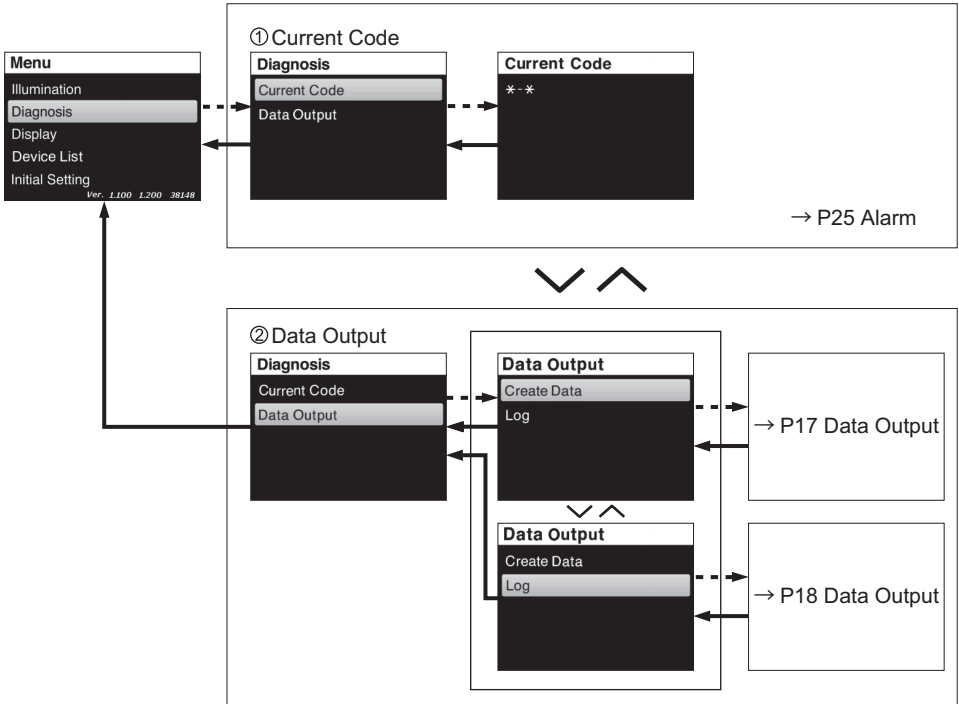 ①Current Code
Menu
Illumination
Diagnosis
Display
Device List
Initial Setting
Ver. 1.100 1.200 38148
Diagnosis
Current Code
Data Output
Current Code
*-*
→ P25 Alarm
②Data Output
Diagnosis
Current Code
Data Output
Data Output
Create Data
Log
→ P17 Data Output
Data Output
Create Data
Log
→ P18 Data Output